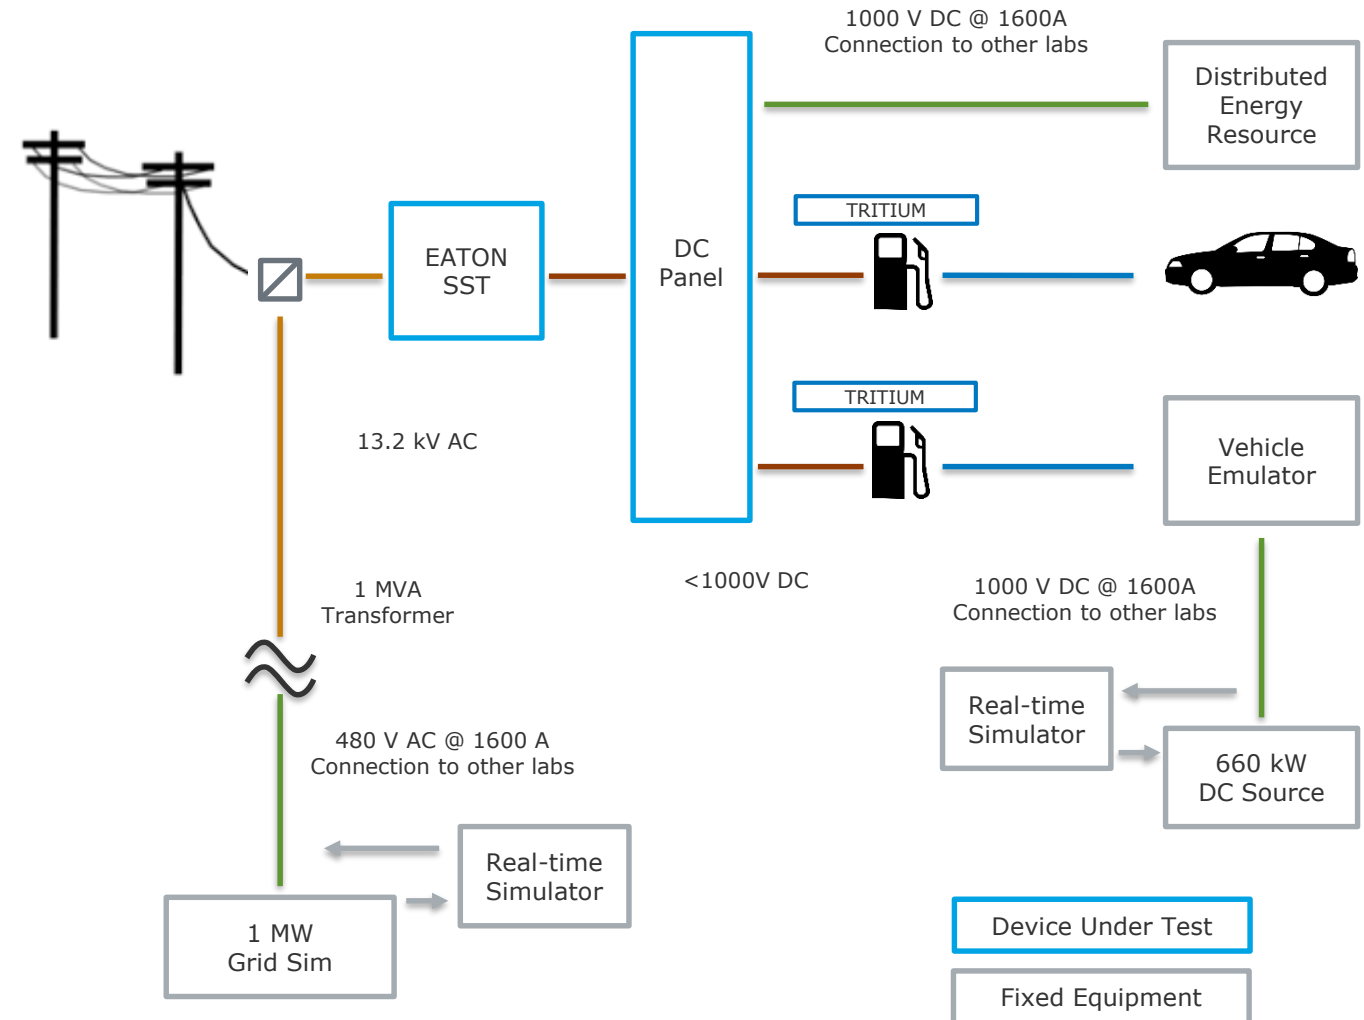 1000 V DC @ 1600A
Connection to other labs
Distributed
Energy
Resource
TRITIUM
EATON
SST
DC
Panel
TRITIUM
13.2 kV AC
Vehicle
Emulator
<1000V DC
1 MVA
Transformer
1000 V DC @ 1600A
Connection to other labs
Real-time
Simulator
480 V AC @ 1600 A
Connection to other labs
660 kW
DC Source
Real-time
Simulator
1 MW
Grid Sim
Device Under Test
Fixed Equipment